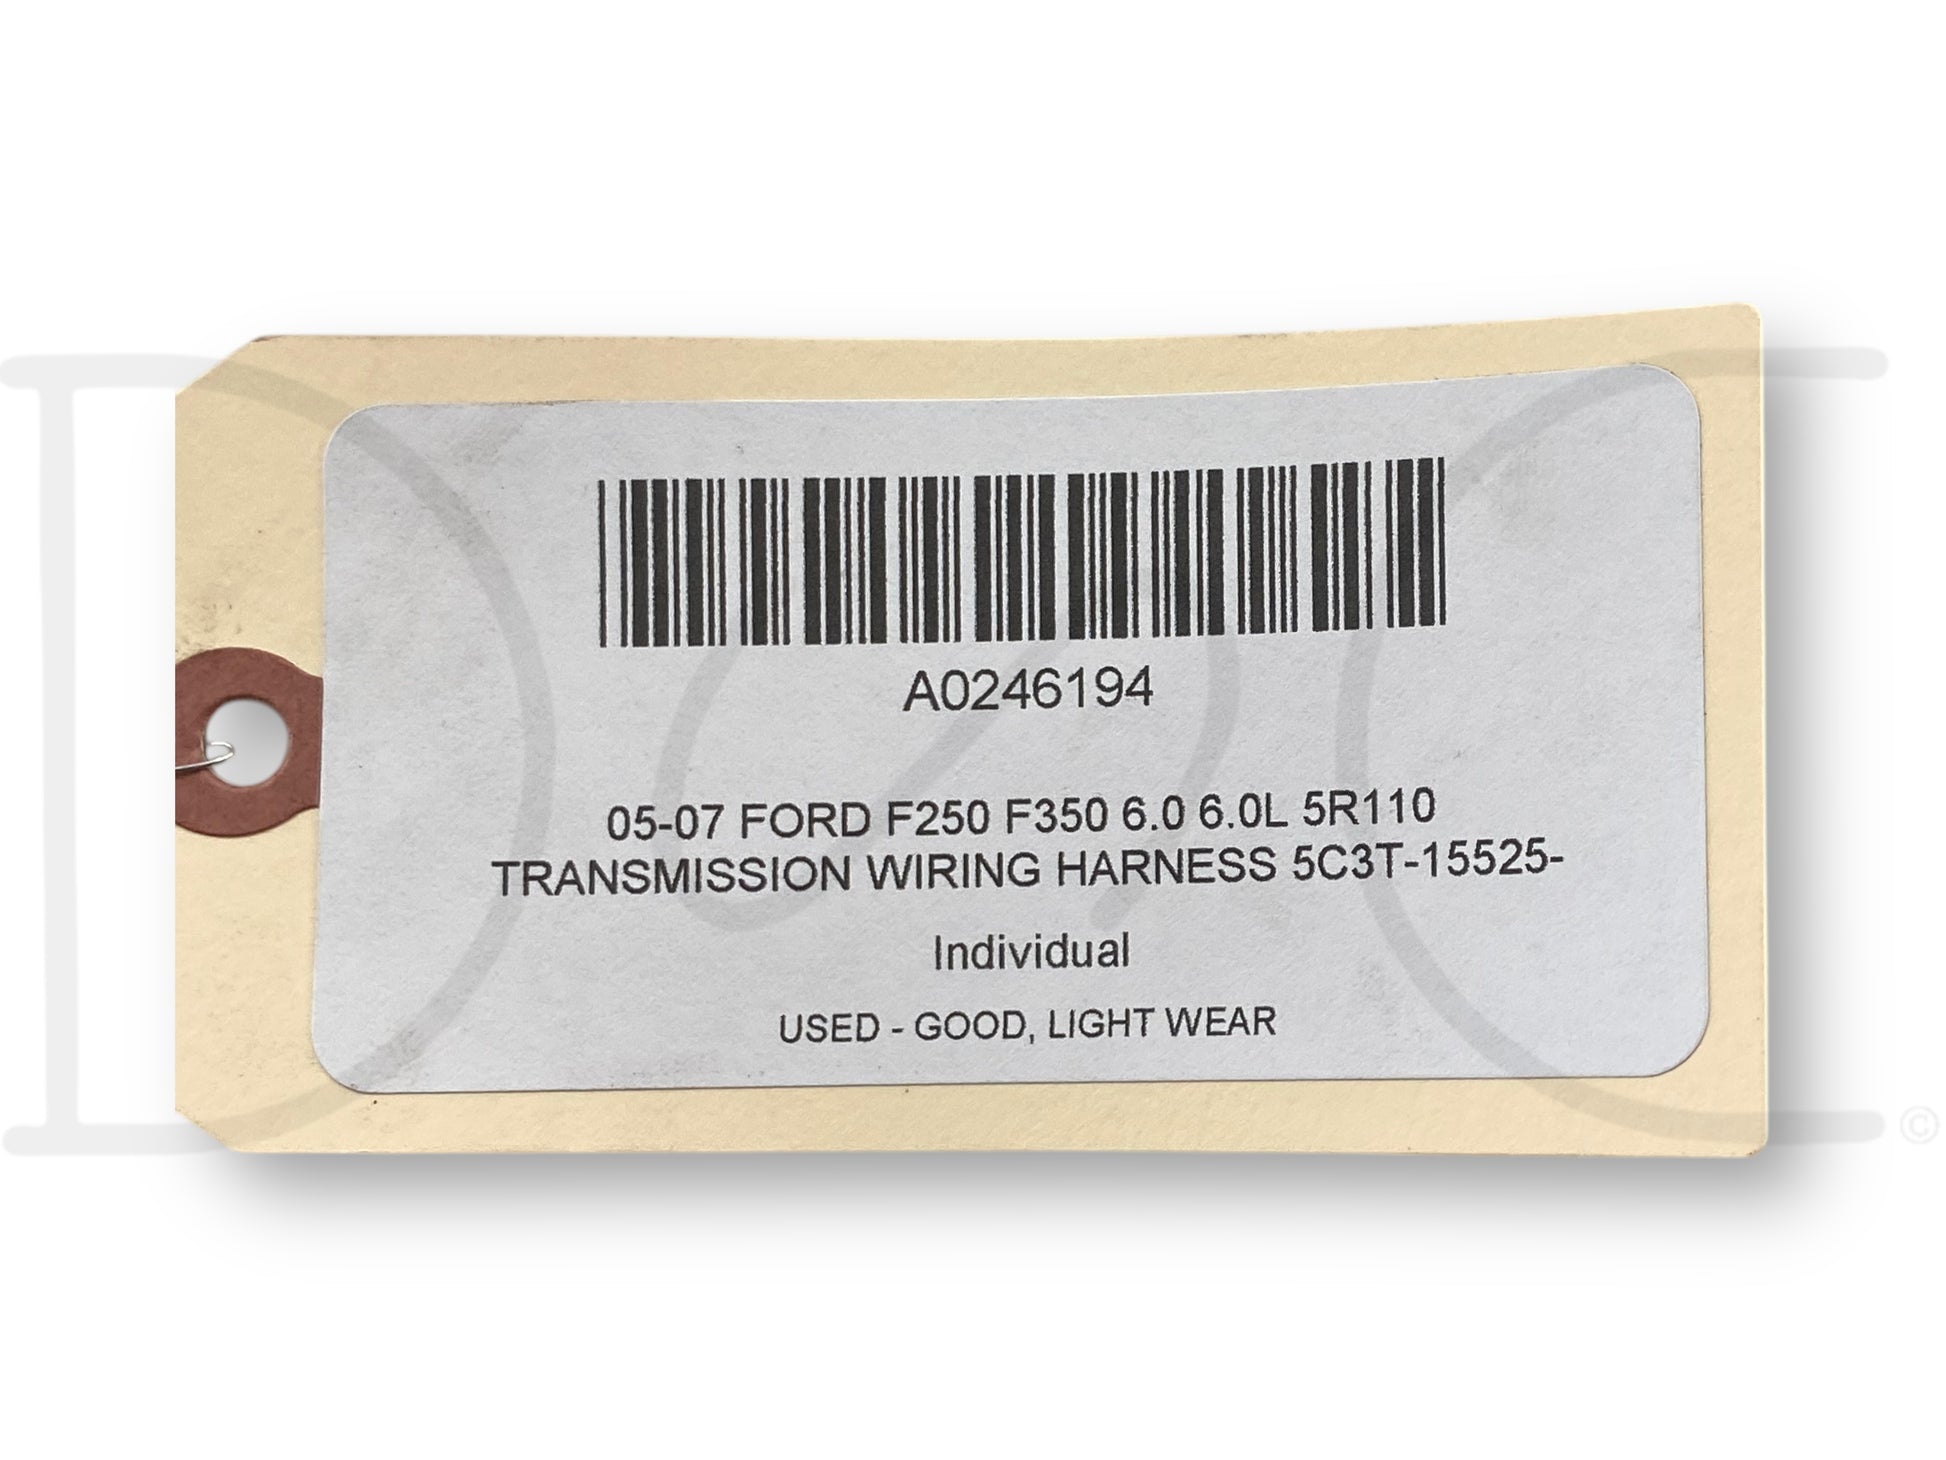 A0246194
05-07 FORD F250 F350 6.0 6.0L 5R110
TRANSMISSION WIRING HARNESS 5C3T-15525-
Individual
USED - GOOD, LIGHT WEAR
©